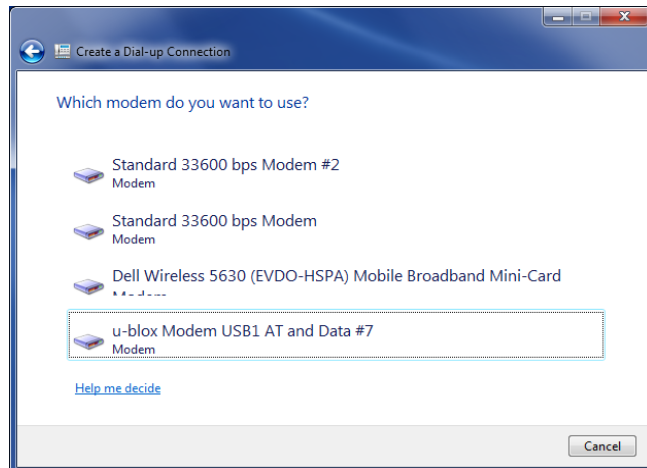 Create a Dial-up Connection
Which modem do you want to use?
Standard 33600 bps Modem #2
Modem
Standard 33600 bps Modem
Modem
Dell Wireless 5630 (EVDO-HSPA) Mobile Broadband Mini-Card
Modem
u-blox Modem USB1 AT and Data #7
Modem
Help me decide
Cancel